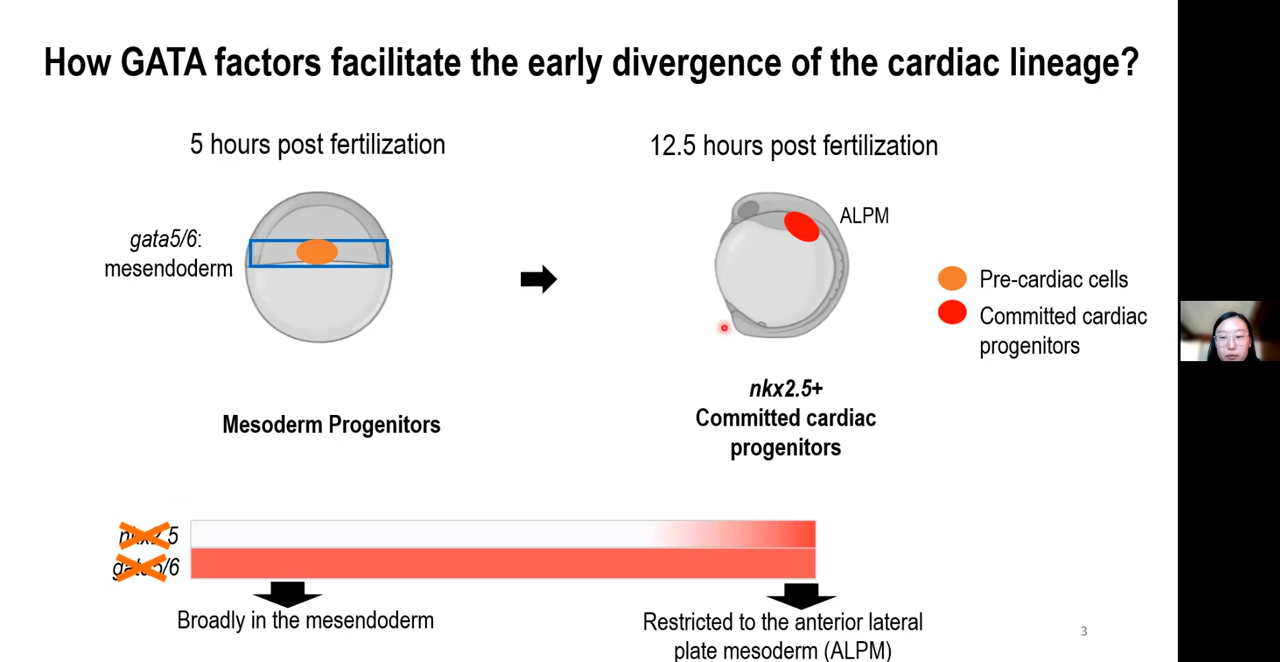 How GATA factors facilitate the early divergence of the cardiac lineage?
5 hours post fertilization
12.5 hours post fertilization
gata5/6:
mesendoderm
ALPM
Pre-cardiac cells
Committed cardiac
progenitors
Mesoderm Progenitors
nkx2.5+
Committed cardiac
progenitors
nkx2.5
gata5/6
Broadly in the mesendoderm
Restricted to the anterior lateral
plate mesoderm (ALPM)
3